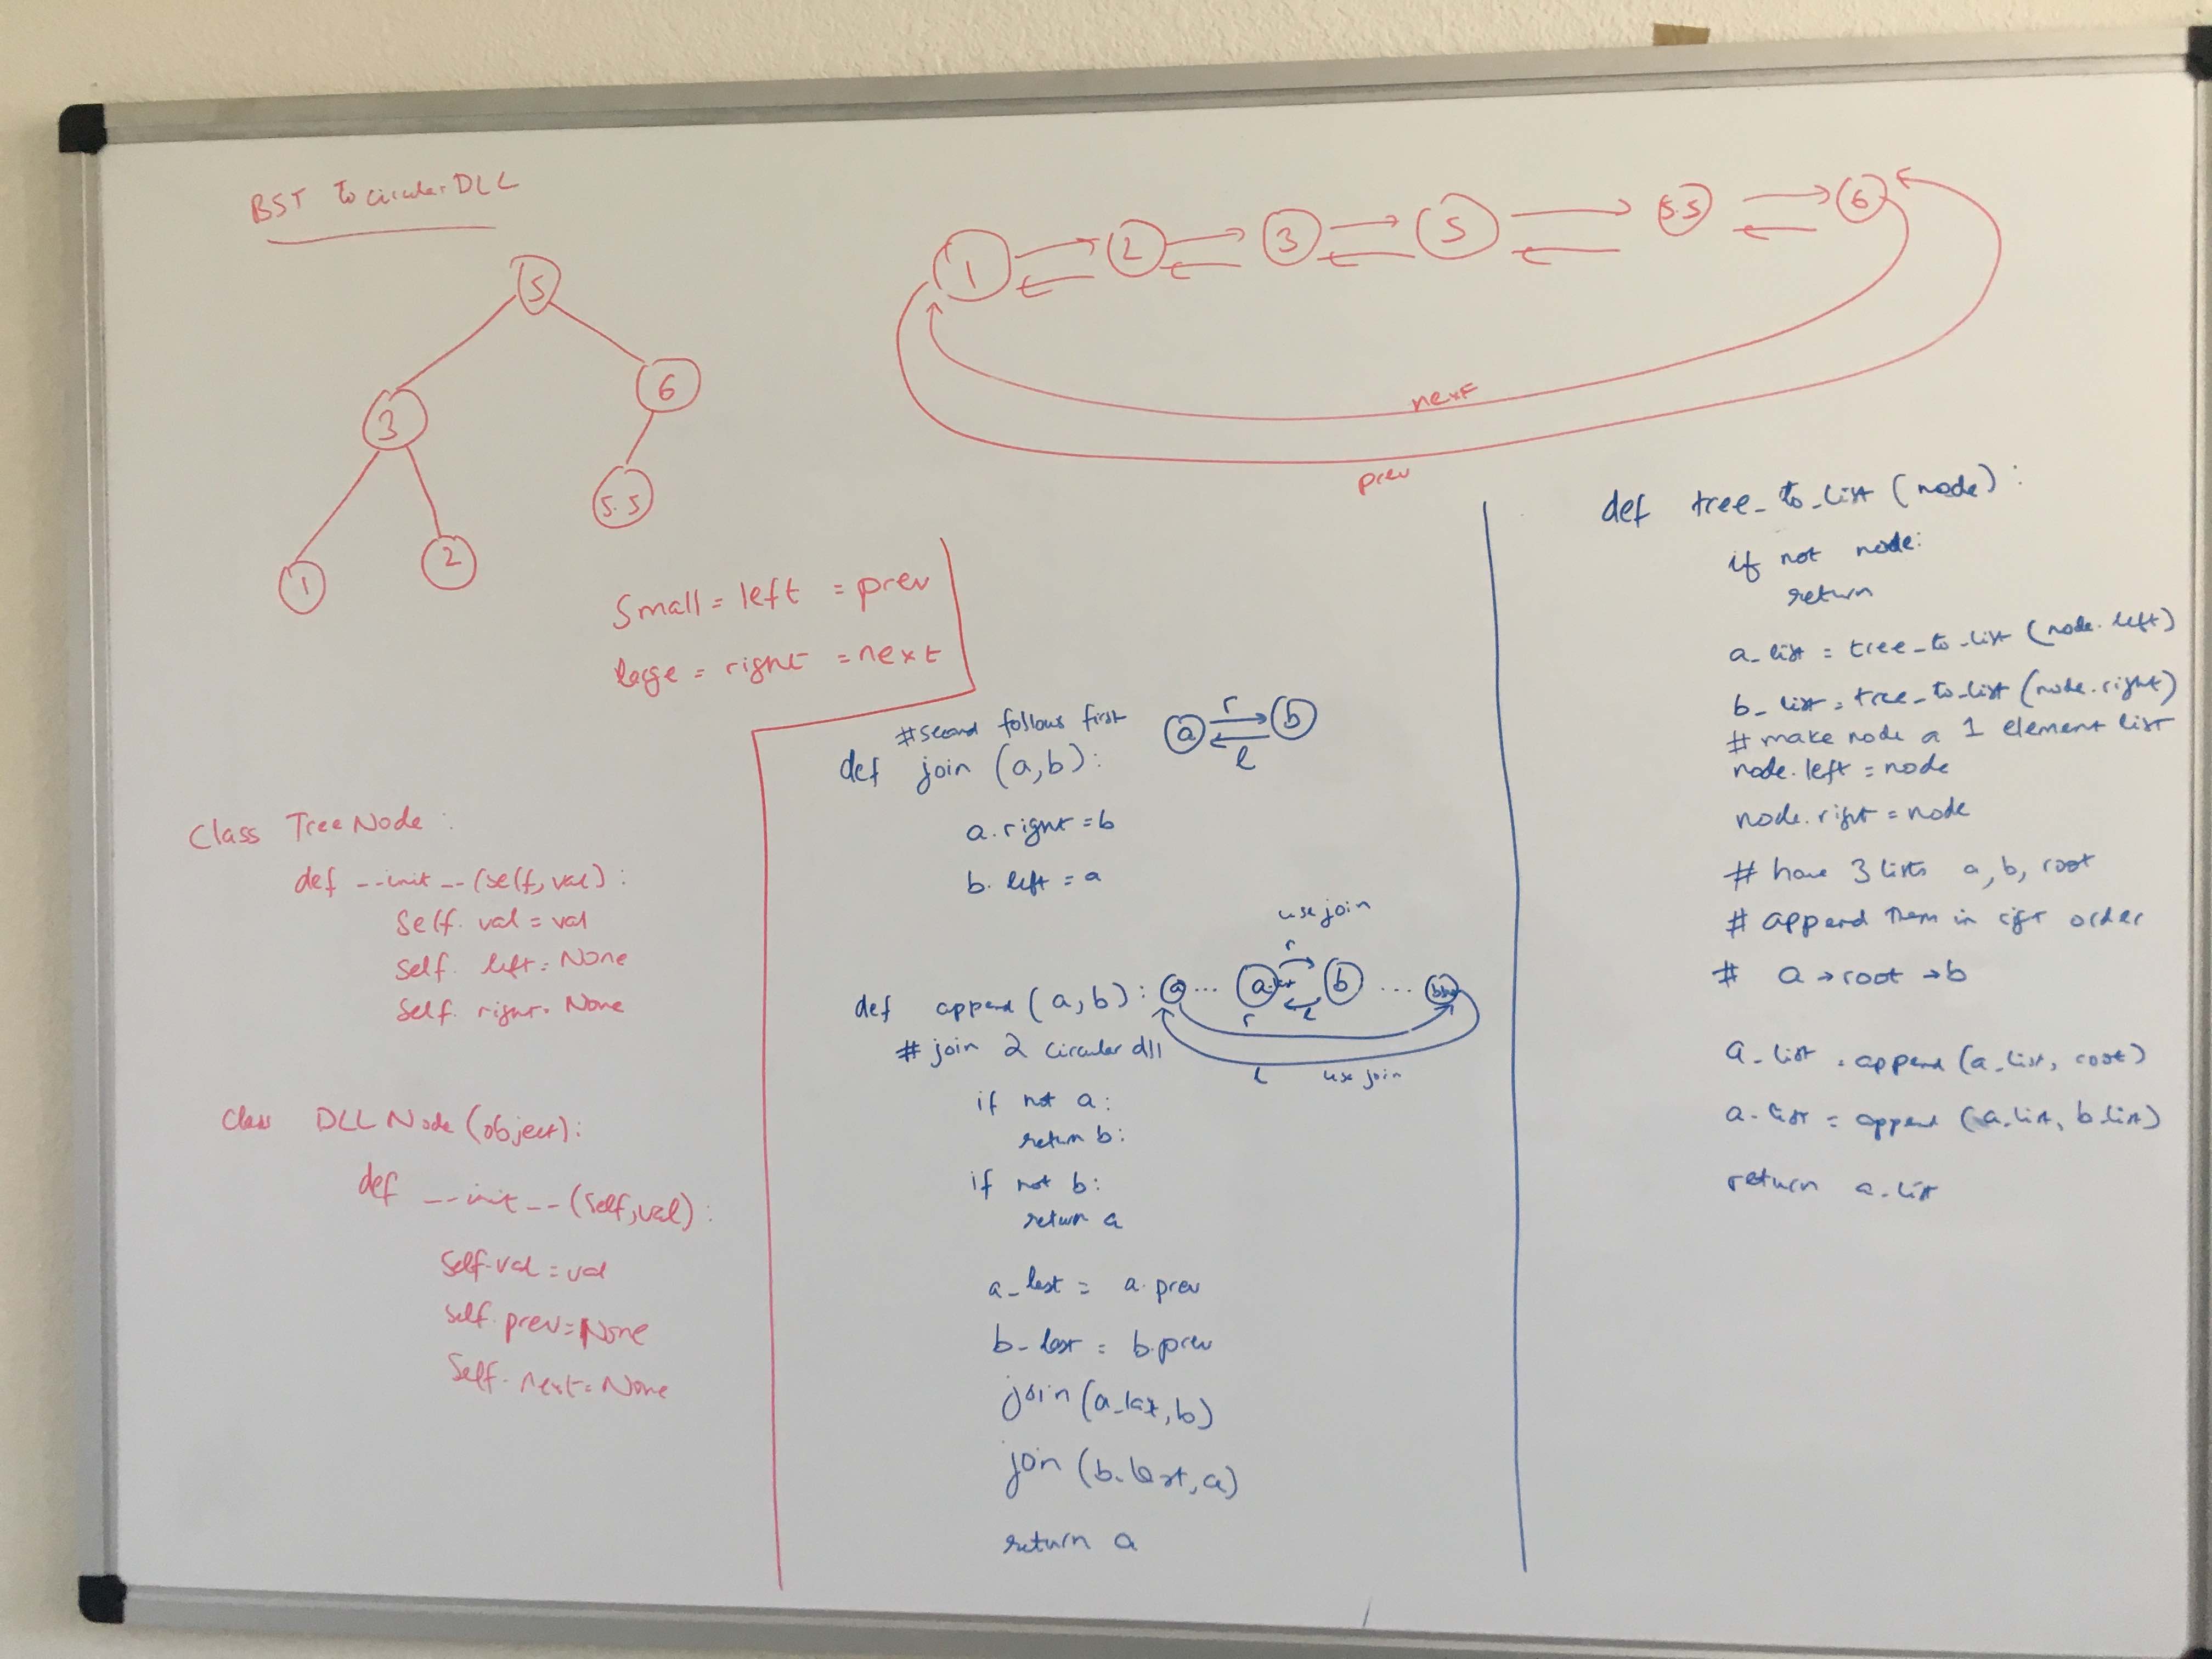 BST To circular DLL
5
3
6
1
2
5.5
1
2
3
5
5.5
6
next
prev
Small = left = prev
large = right = next
Class TreeNode:
def __init__(self, val):
Self. val = val
Self. left = None
Self. right = None
Class DLLNode(object):
def __init__(self, val):
Self.val = val
self. prev = None
Self. next = None
#second follows first
def join (a,b):
a r b
l
a.right = b
b. left = a
use join
def append (a,b):
a ... r b ...
l
r
# join 2 circular dll
l use join
if not a:
return b:
if not b:
return a
a_last = a.prev
b_last = b.prev
join (a_last, b)
join (b_last, a)
return a
def tree_to_list (node):
if not node:
return
a_list = tree_to_list (node.left)
b_list = tree_to_list (node.right)
# make node a 1 element list
node.left = node
node.right = node
# have 3 lists a, b, root
# append them in rigt order
# a → root → b
a_list = append (a_list, root)
a_list = append (a_list, b_list)
return a_list